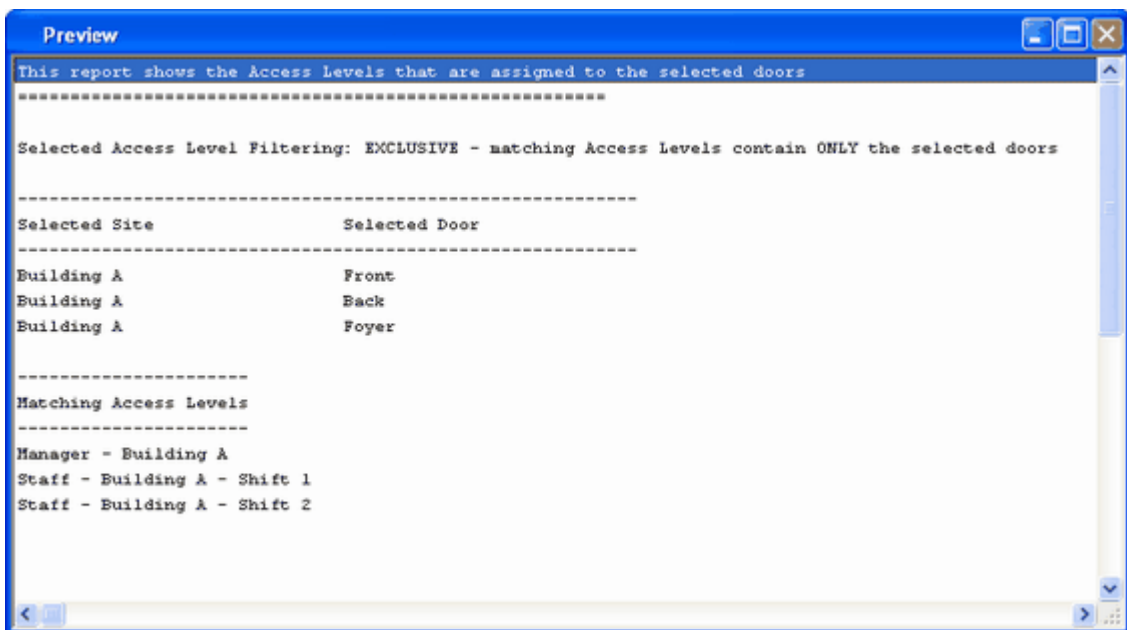 Preview
This report shows the Access Levels that are assigned to the selected doors
========================================================
Selected Access Level Filtering: EXCLUSIVE - matching Access Levels contain ONLY the selected doors
-----------------------------------------------------------
Selected Site Selected Door
-----------------------------------------------------------
Building A Front
Building A Back
Building A Foyer
----------------------
Matching Access Levels
----------------------
Manager - Building A
Staff - Building A - Shift 1
Staff - Building A - Shift 2